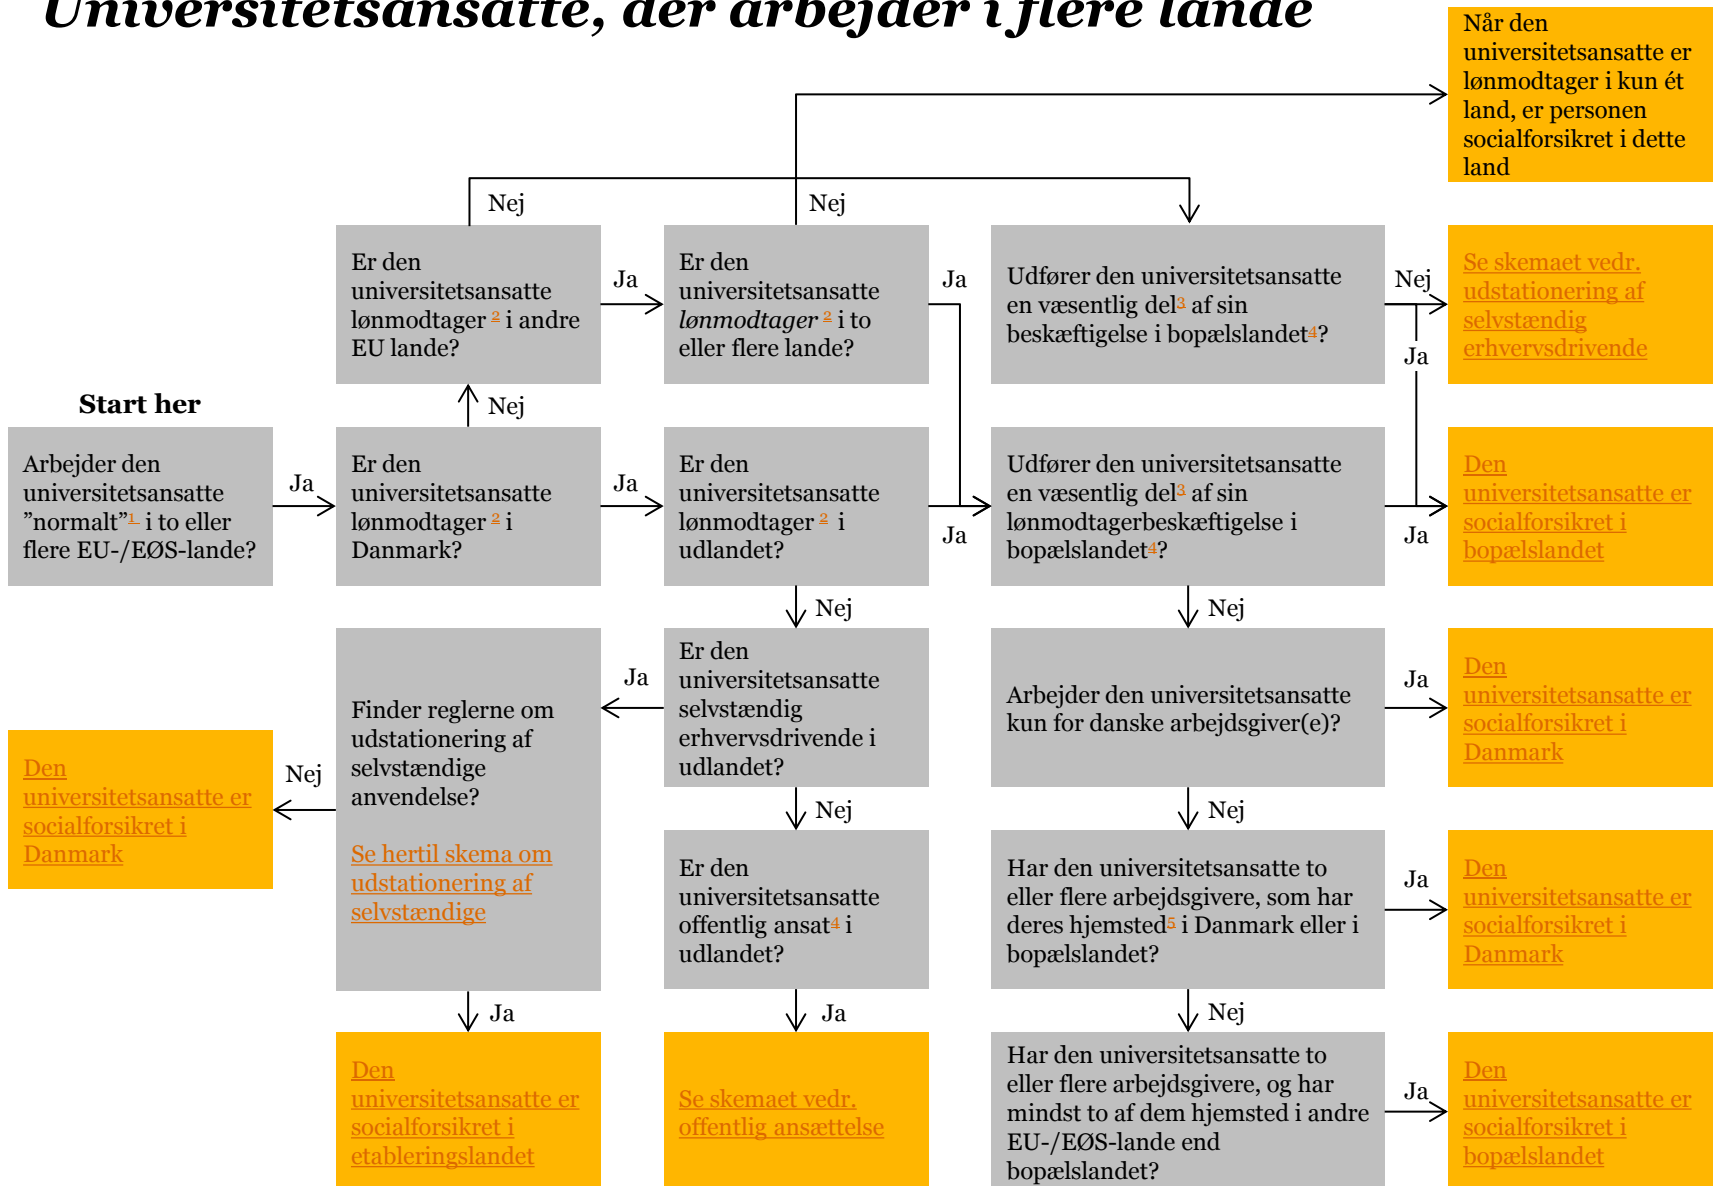 Universitetsansatte, der arbejder i flere lande
Når den
universitetsansatte er
lønmodtager i kun ét
land, er personen
socialforsikret i dette
land
Nej
Nej
Er den
universitetsansatte
lønmodtager 2 i andre
EU lande?
Ja
Er den
universitetsansatte
lønmodtager 2 i to
eller flere lande?
Ja
Udfører den universitetsansatte
en væsentlig del3 af sin
beskæftigelse i bopælslandet4?
Nej
Ja
Se skemaet vedr.
udstationering af
selvstændig
erhvervsdrivende
Start her
Nej
Arbejder den
universitetsansatte
”normalt”1 i to eller
flere EU-/EØS-lande?
Ja
Er den
universitetsansatte
lønmodtager 2 i
Danmark?
Ja
Er den
universitetsansatte
lønmodtager 2 i
udlandet?
Ja
Udfører den universitetsansatte
en væsentlig del3 af sin
lønmodtagerbeskæftigelse i
bopælslandet4?
Ja
Den
universitetsansatte er
socialforsikret i
bopælslandet
Nej
Nej
Den
universitetsansatte er
socialforsikret i
Danmark
Nej
Finder reglerne om
udstationering af
selvstændige
anvendelse?
Se hertil skema om
udstationering af
selvstændige
Ja
Er den
universitetsansatte
selvstændig
erhvervsdrivende i
udlandet?
Arbejder den universitetsansatte
kun for danske arbejdsgiver(e)?
Ja
Den
universitetsansatte er
socialforsikret i
Danmark
Nej
Nej
Er den
universitetsansatte
offentlig ansat4 i
udlandet?
Har den universitetsansatte to
eller flere arbejdsgivere, som har
deres hjemsted5 i Danmark eller i
bopælslandet?
Ja
Den
universitetsansatte er
socialforsikret i
Danmark
Ja
Ja
Nej
Den
universitetsansatte er
socialforsikret i
etableringslandet
Se skemaet vedr.
offentlig ansættelse
Har den universitetsansatte to
eller flere arbejdsgivere, og har
mindst to af dem hjemsted i andre
EU-/EØS-lande end
bopælslandet?
Ja
Den
universitetsansatte er
socialforsikret i
bopælslandet